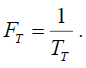 F_T = 1/T_T .